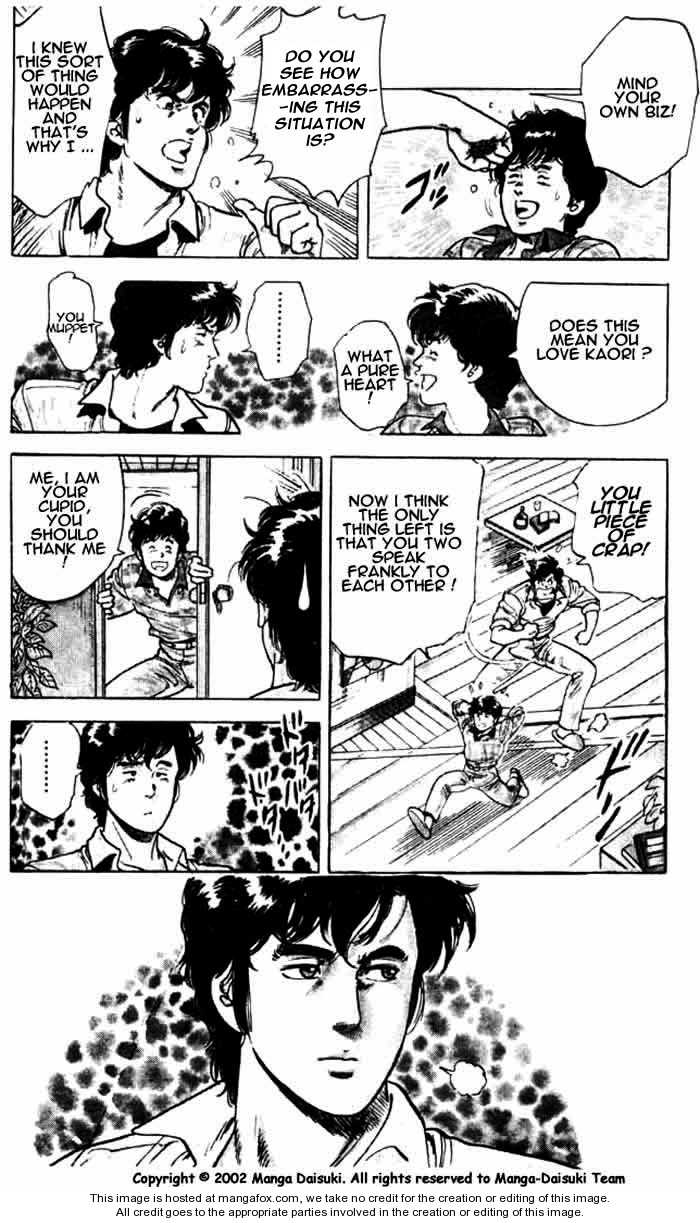 I KNEW
THIS SORT
OF THING
WOULD
HAPPEN
AND
THAT'S
WHY I ...
DO YOU
SEE HOW
EMBARRASS-
-ING THIS
SITUATION
IS?
MIND
YOUR
OWN BIZ!
ゴゴ
YOU
MUPPET
!
.........
WHAT
A PURE
HEART
!
DOES THIS
MEAN YOU
LOVE KAORI ?
ME, I AM
YOUR
CUPID,
YOU
SHOULD
THANK ME
!
NOW I THINK
THE ONLY
THING LEFT IS
THAT YOU TWO
SPEAK
FRANKLY TO
EACH OTHER !
YOU
LITTLE
PIECE
OF
CRAP!
......
ドドド
Copyright © 2002 Manga Daisuki. All rights reserved to Manga-Daisuki Team
This image is hosted at mangafox.com, we take no credit for the creation or editing of this image.
All credit goes to the appropriate parties involved in the creation or editing of this image.